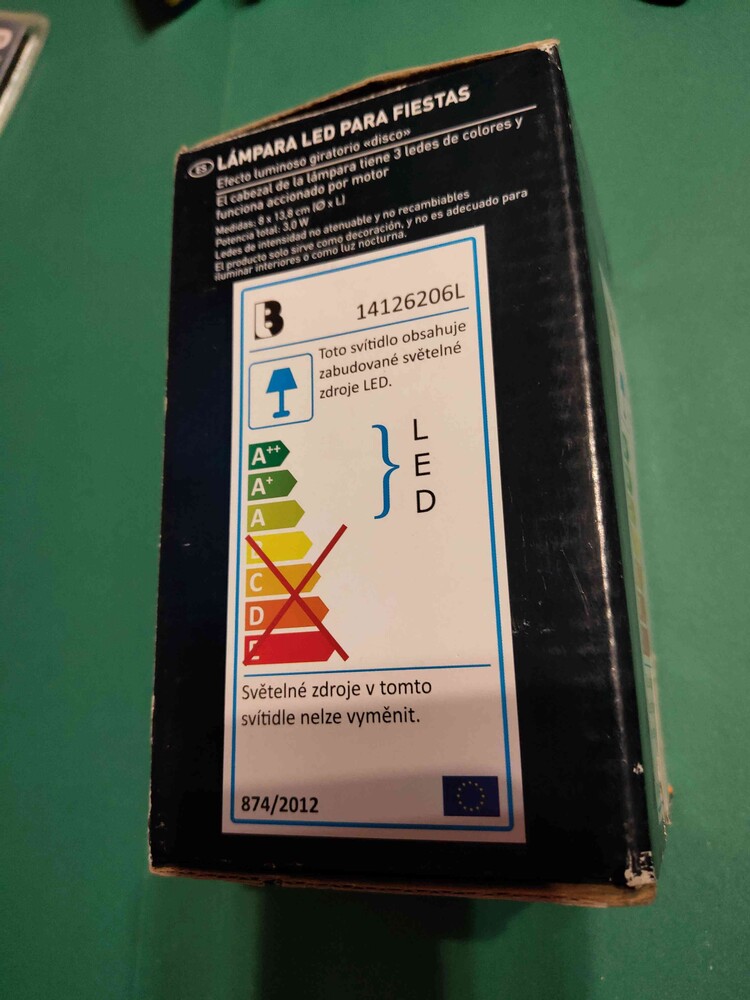 ES LÁMPARA LED PARA FIESTAS
Efecto luminoso giratorio «disco»
El cabezal de la lámpara tiene 3 ledes de colores y
funciona accionado por motor
Medidas: 8 x 13,8 cm (Ø x L)
Potencia total: 3,0 W
Ledes de intensidad no atenuable y no recambiables
El producto solo sirve como decoración, y no es adecuado para
iluminar interiores o como luz nocturna.
B 14126206L
Toto svítidlo obsahuje
zabudované světelné
zdroje LED.
A++
A+
A
B
C
D
E
L
E
D
Světelné zdroje v tomto
svítidle nelze vyměnit.
874/2012